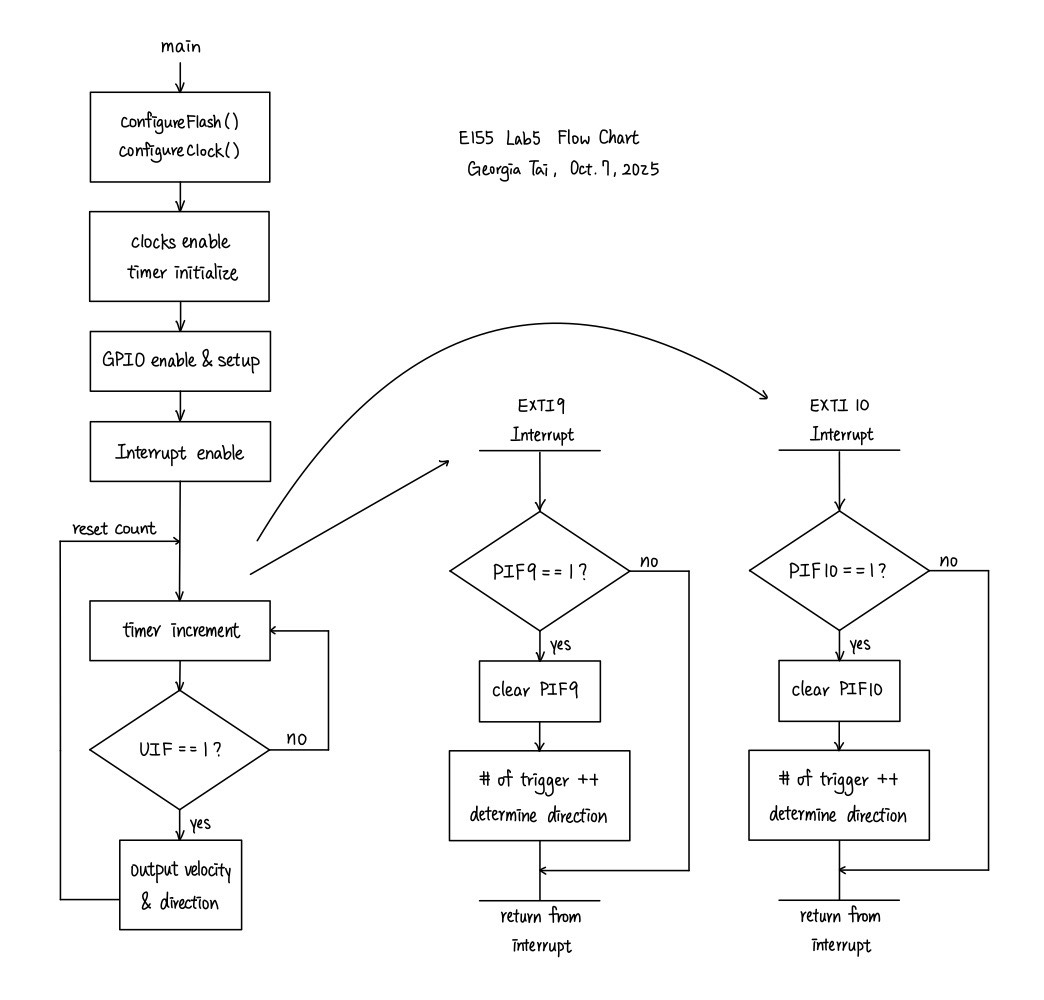 main
configureFlash()
configureClock()
E155 Lab5 Flow Chart
Georgia Tai, Oct. 7, 2025
clocks enable
timer initialize
GPIO enable & setup
Interrupt enable
reset count
timer increment
UIF == 1?
no
yes
output velocity
& direction
EXTI9
Interrupt
PIF9 == 1?
no
yes
clear PIF9
# of trigger ++
determine direction
return from
interrupt
EXTI 10
Interrupt
PIF10 == 1?
no
yes
clear PIF10
# of trigger ++
determine direction
return from
interrupt